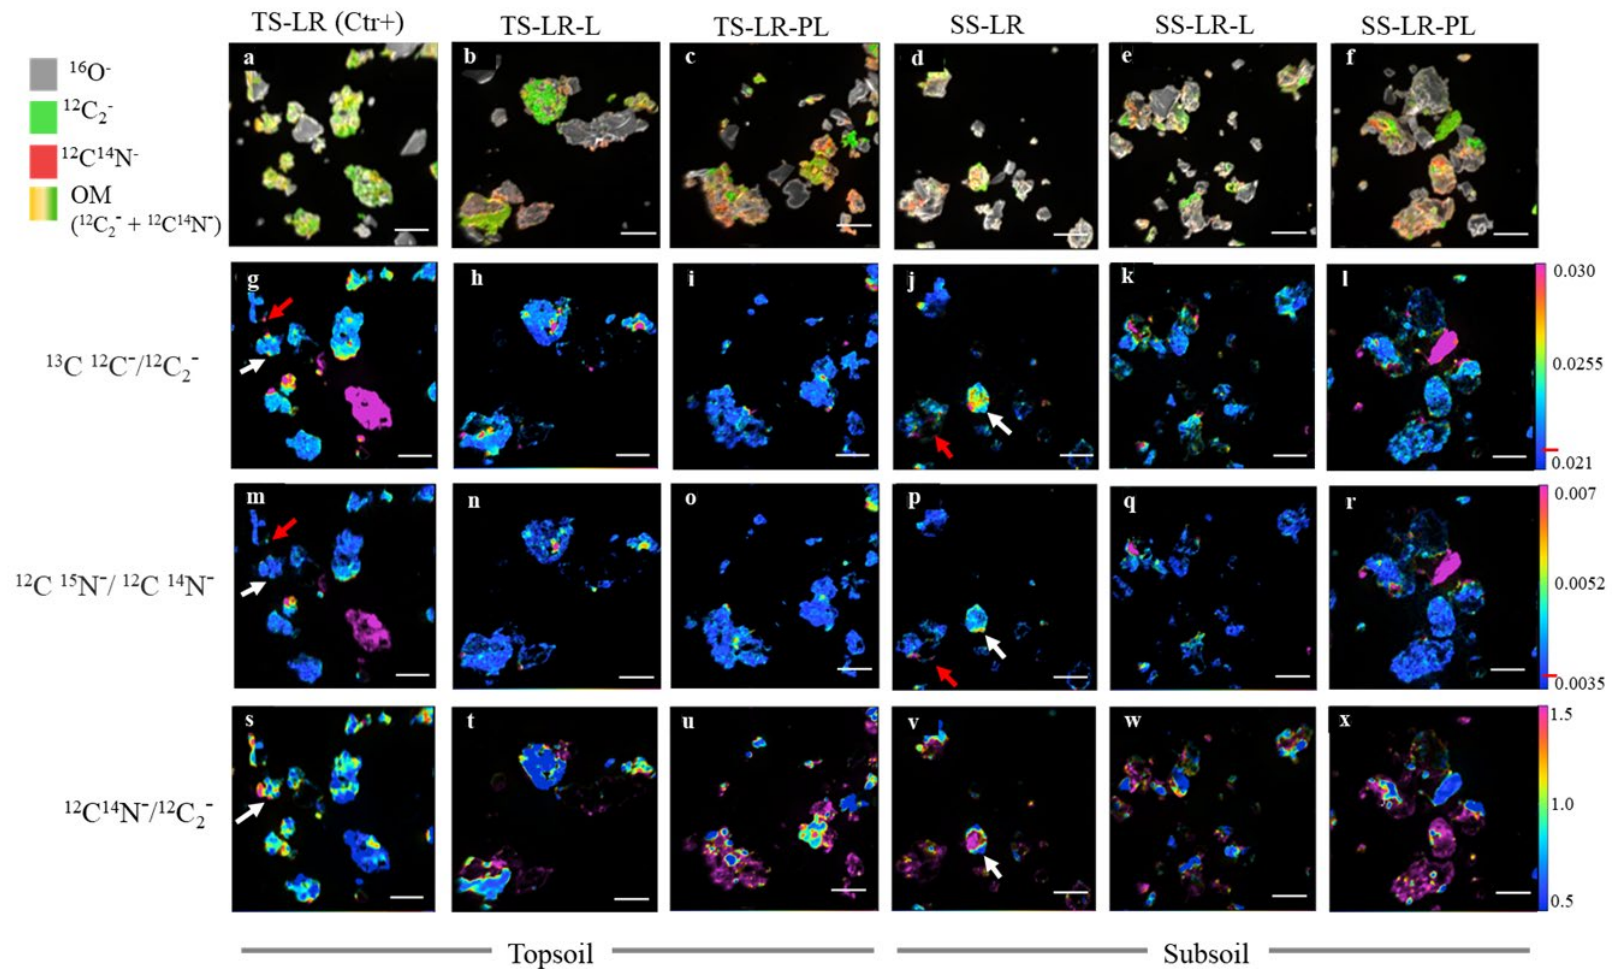 TS-LR (Ctr+) TS-LR-L TS-LR-PL SS-LR SS-LR-L SS-LR-PL
a b c d e f
¹⁶O⁻
¹²C₂⁻
¹²C¹⁴N⁻
OM
(¹²C₂⁻ + ¹²C¹⁴N⁻)
g h i j k l
0.030
¹³C ¹²C⁻/¹²C₂⁻
0.0255
0.021
m n o p q r
0.007
¹²C ¹⁵N⁻/ ¹²C ¹⁴N⁻
0.0052
0.0035
s t u v w x
1.5
¹²C¹⁴N⁻/¹²C₂⁻
1.0
0.5
Topsoil Subsoil